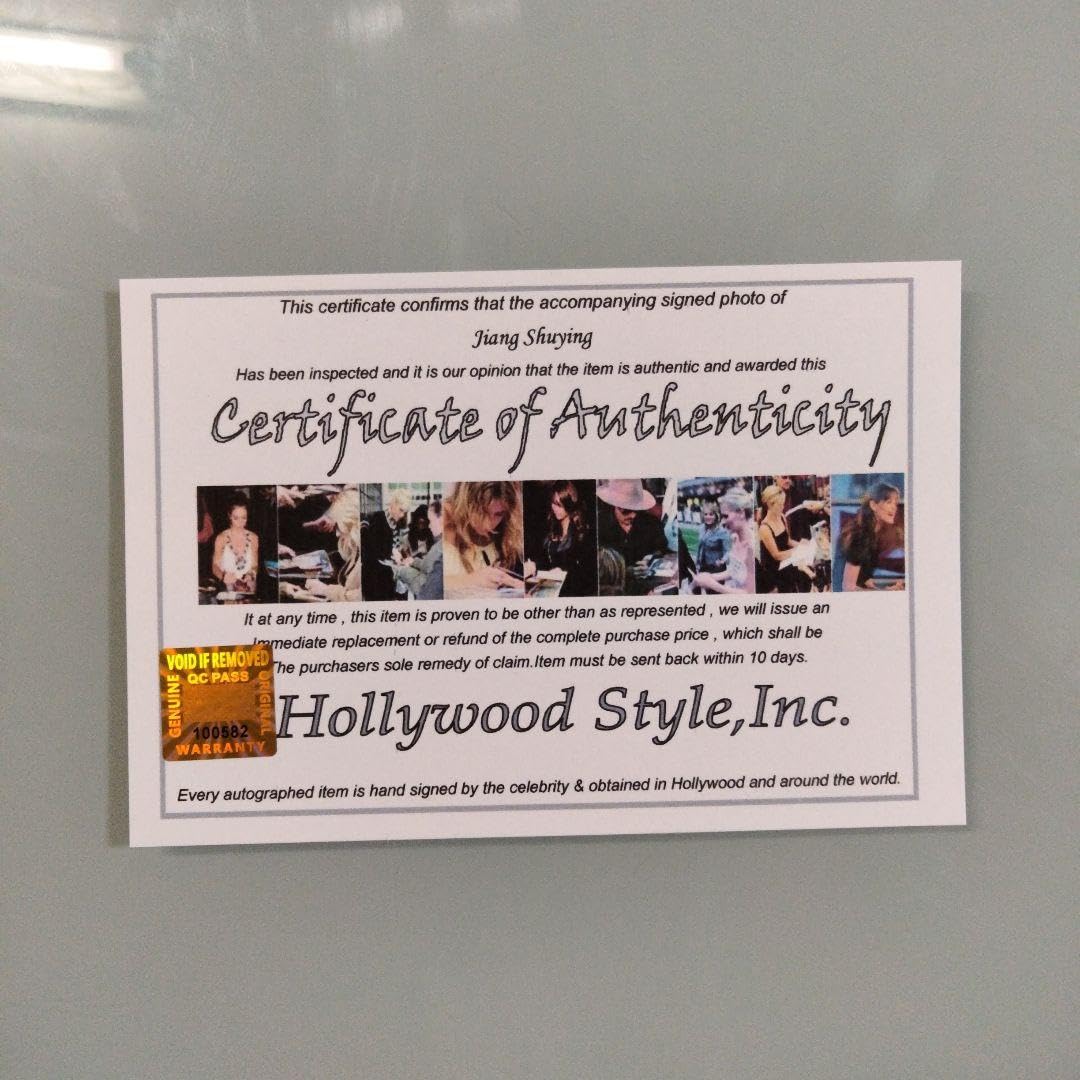 This certificate confirms that the accompanying signed photo of
Jiang Shuying
Has been inspected and it is our opinion that the item is authentic and awarded this
Certificate of Authenticity
It at any time , this item is proven to be other than as represented , we will issue an
Immediate replacement or refund of the complete purchase price , which shall be
The purchasers sole remedy of claim.Item must be sent back within 10 days.
VOID IF REMOVED
QC PASS
GENUINE
ORIGINAL
100582
WARRANTY
Hollywood Style,Inc.
Every autographed item is hand signed by the celebrity & obtained in Hollywood and around the world.